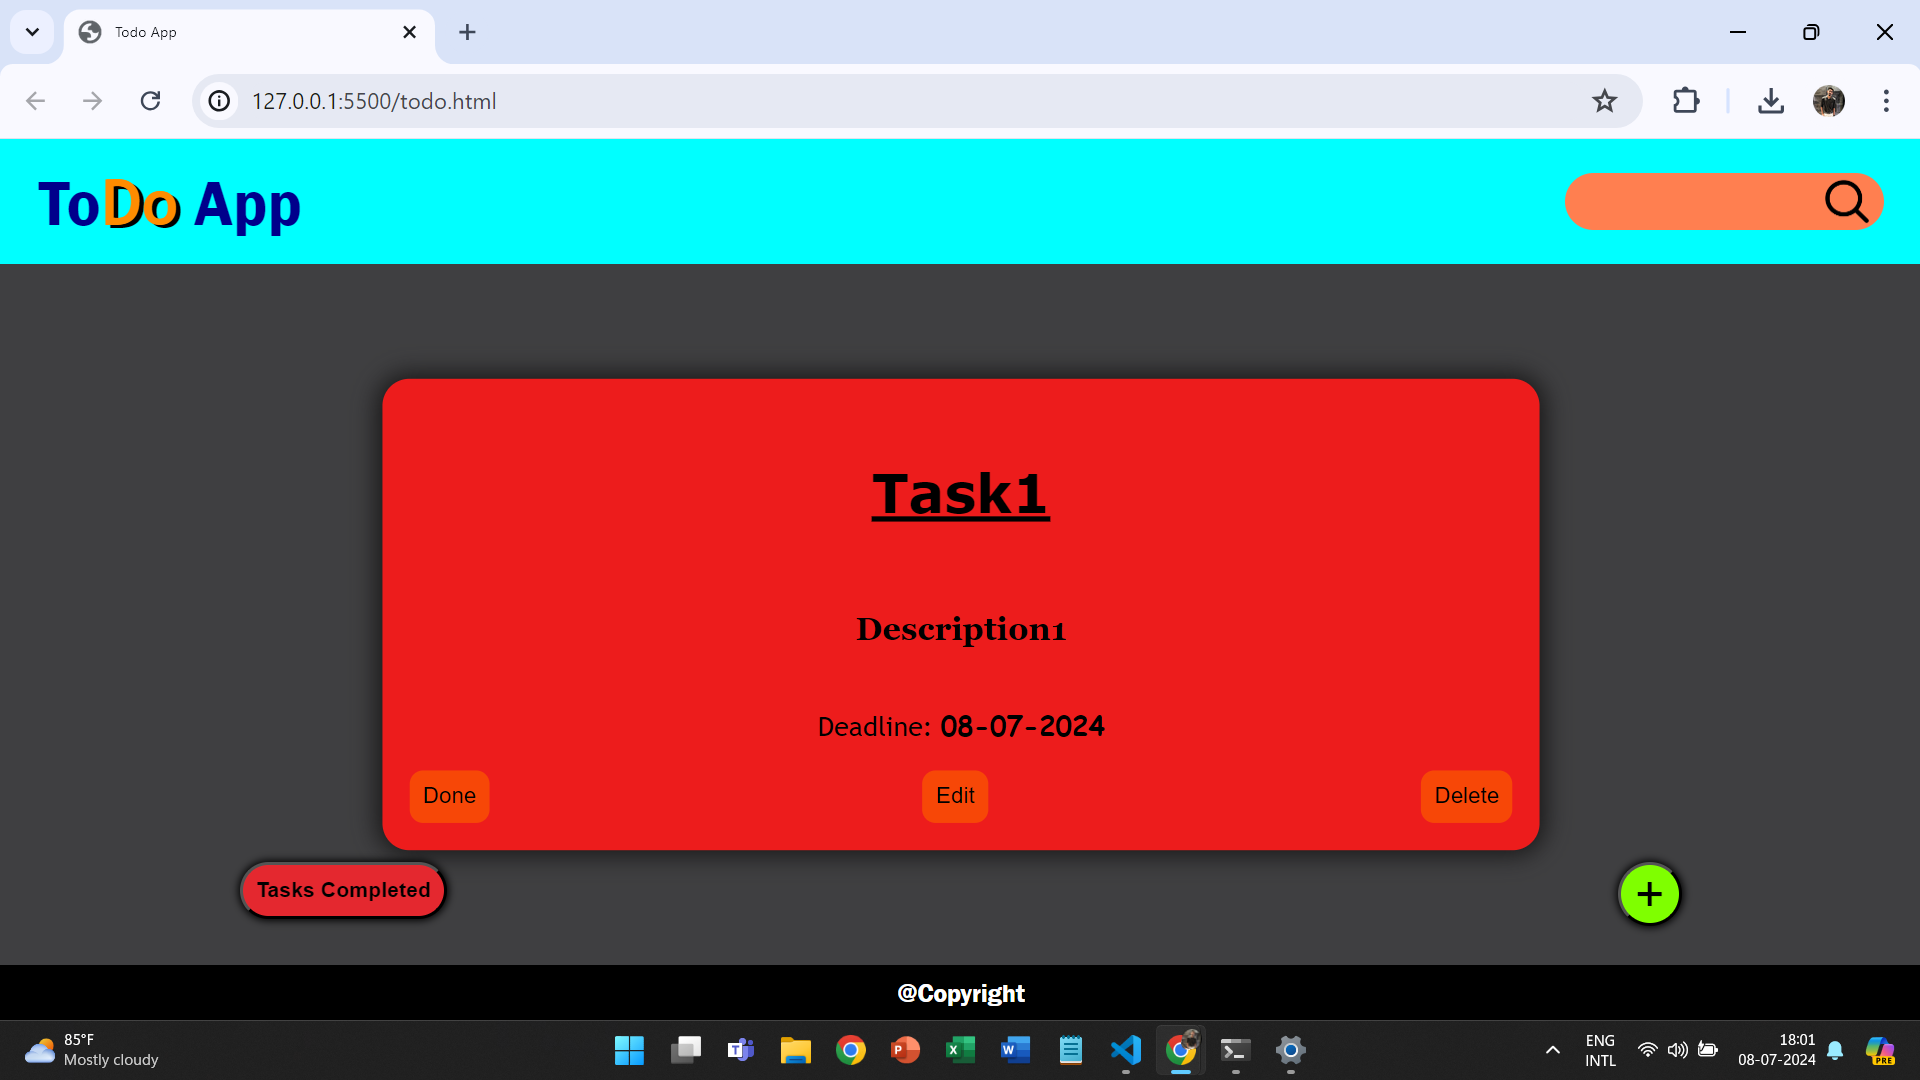 Todo App
127.0.0.1:5500/todo.html
ToDo App
Task1
Description1
Deadline: 08-07-2024
Done Edit Delete
Tasks Completed +
@Copyright
85°F
Mostly cloudy
ENG
INTL
18:01
08-07-2024
PRE